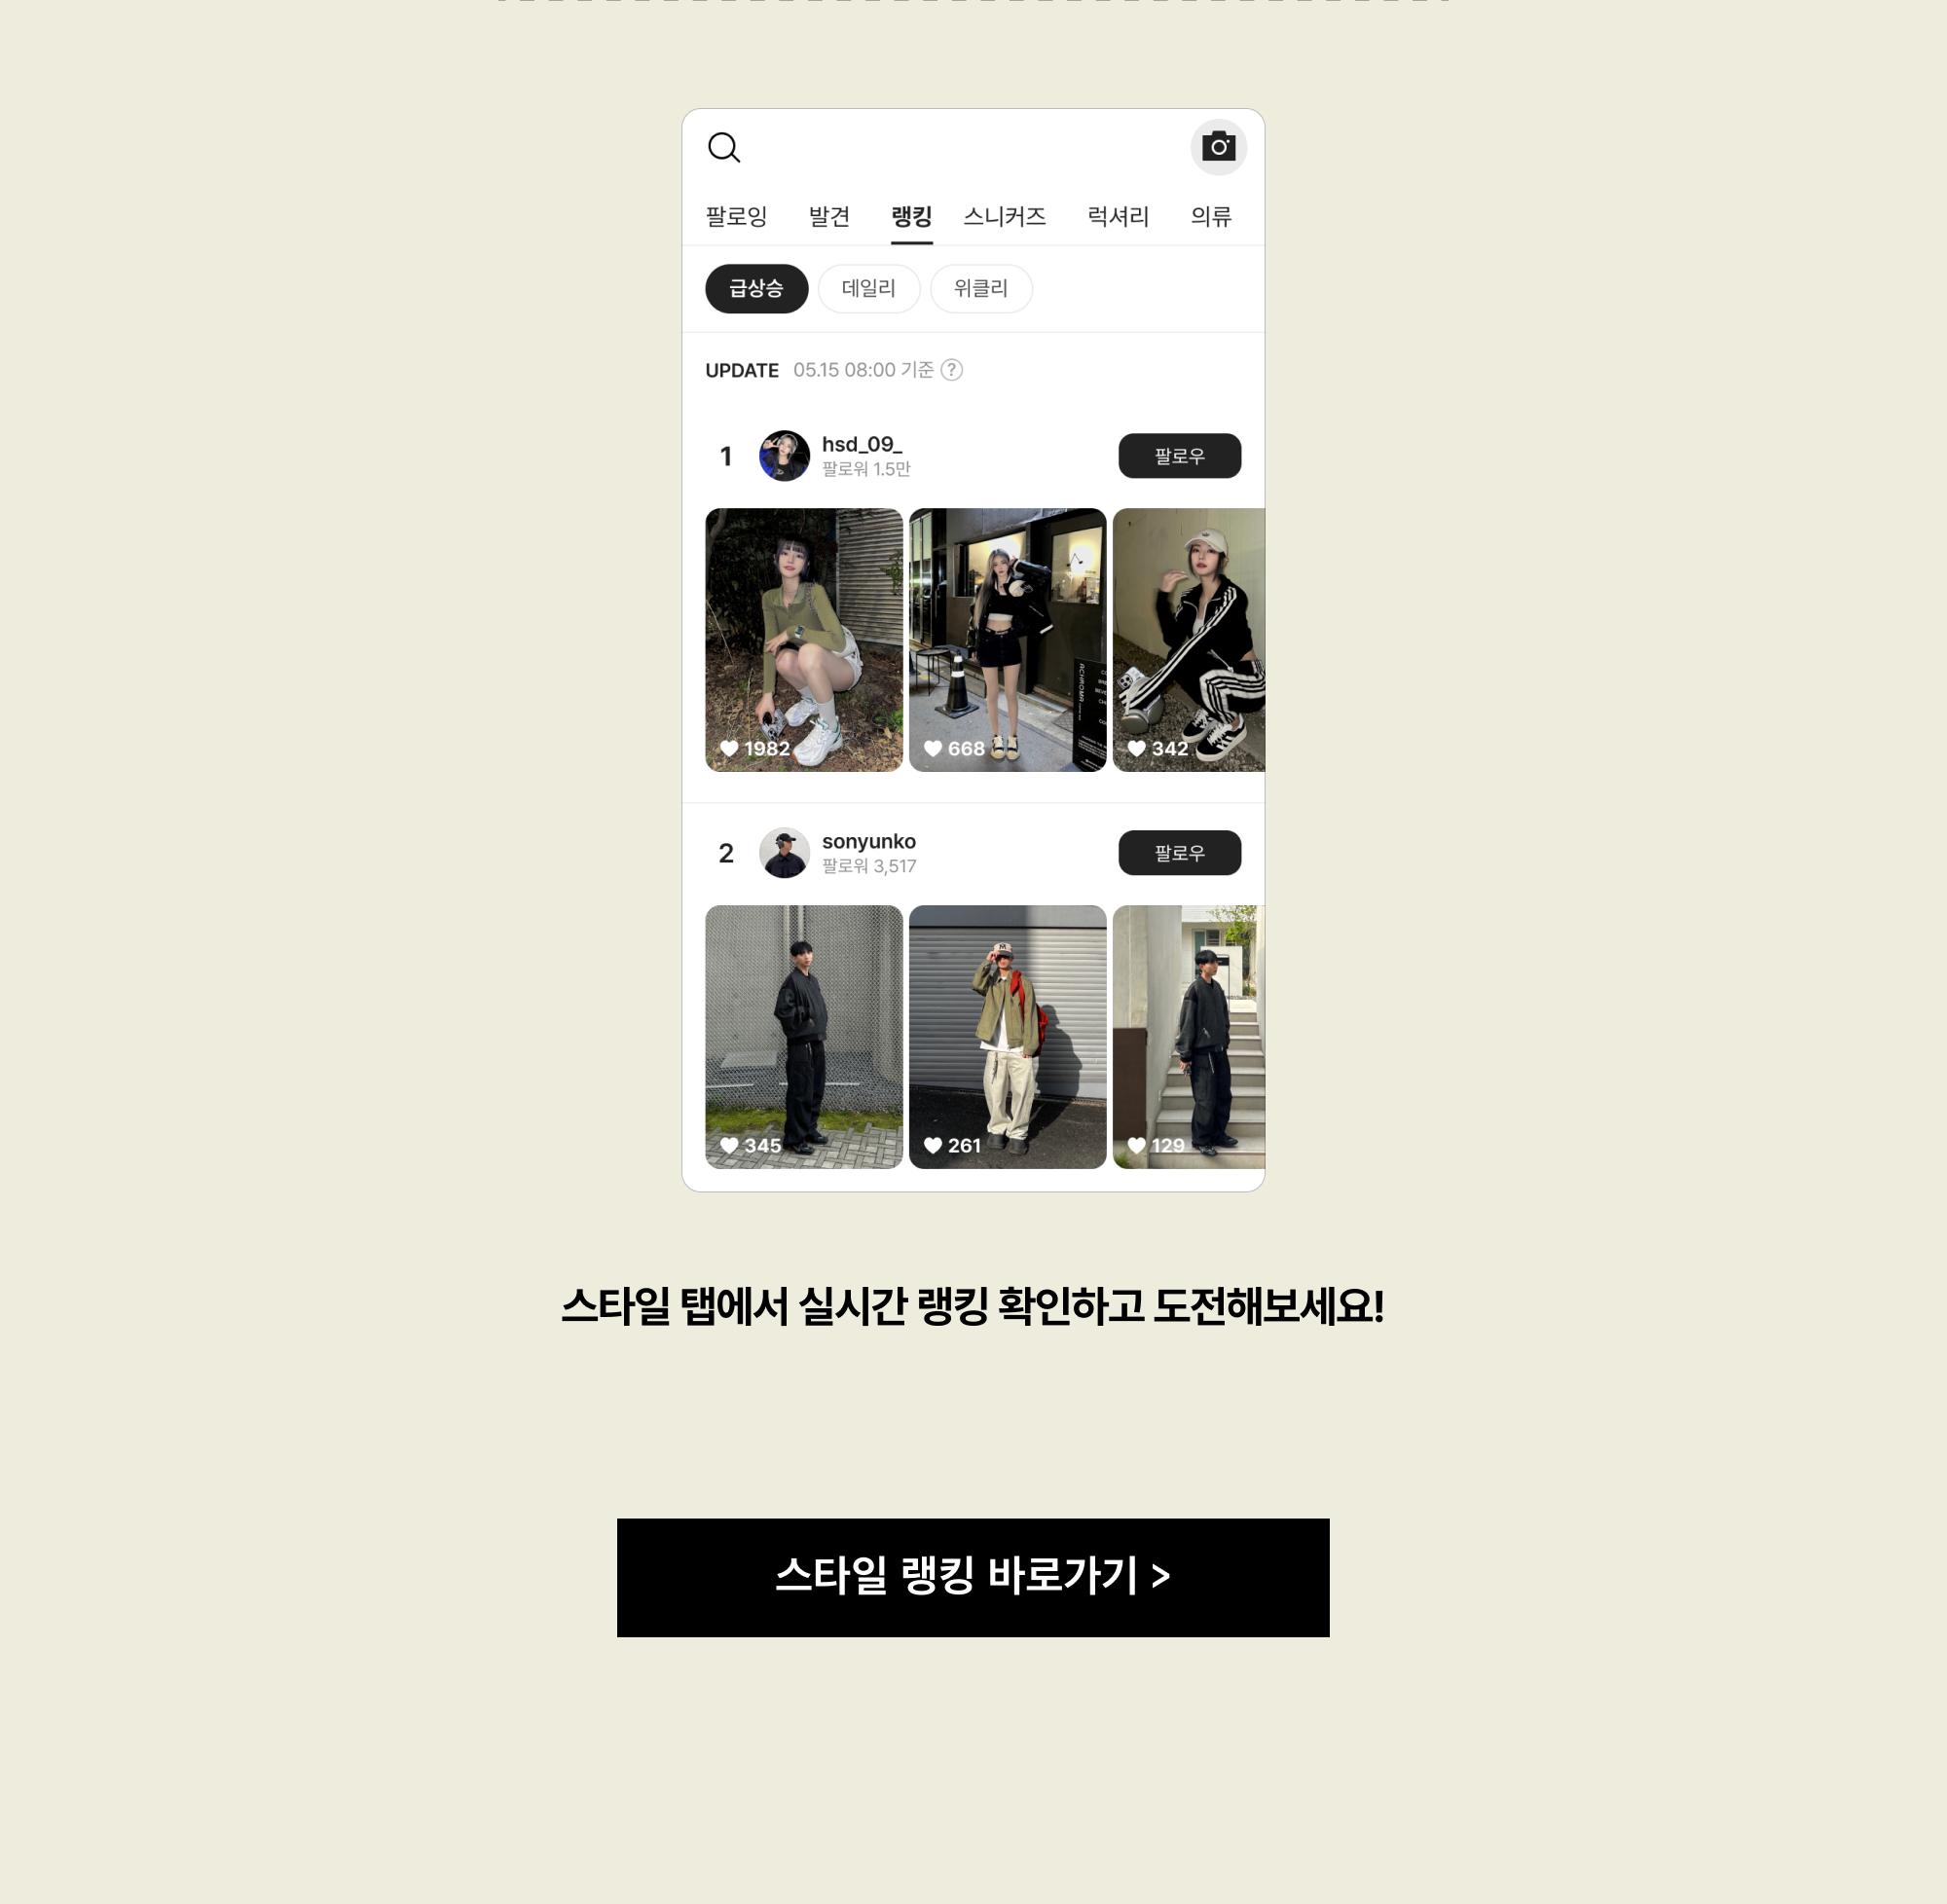 팔로잉 발견 랭킹 스니커즈 럭셔리 의류
급상승 데일리 위클리
UPDATE 05.15 08:00 기준 ?
1 hsd_09_ 팔로우
팔로워 1.5만
ACHROMA
1982 668 342
2 sonyunko 팔로우
팔로워 3,517
M
345 261 129
스타일 탭에서 실시간 랭킹 확인하고 도전해보세요!
스타일 랭킹 바로가기 >